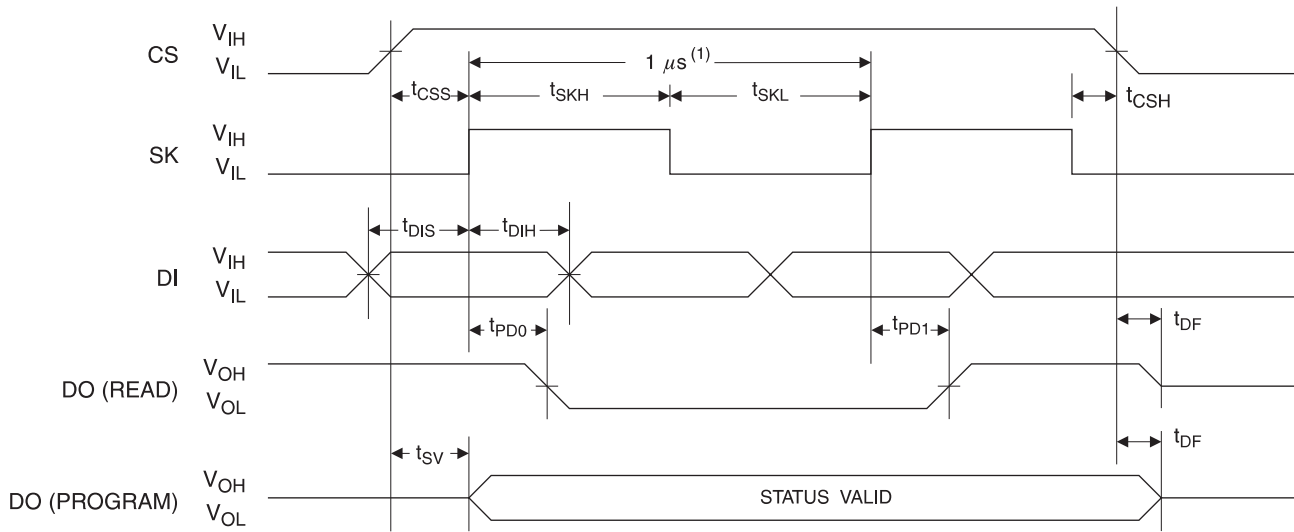 CS
V_IH
V_IL
1 μs (1)
t_CSS
t_SKH
t_SKL
t_CSH
SK
V_IH
V_IL
t_DIS
t_DIH
DI
V_IH
V_IL
t_PD0
t_PD1
t_DF
DO (READ)
V_OH
V_OL
t_SV
t_DF
DO (PROGRAM)
V_OH
V_OL
STATUS VALID